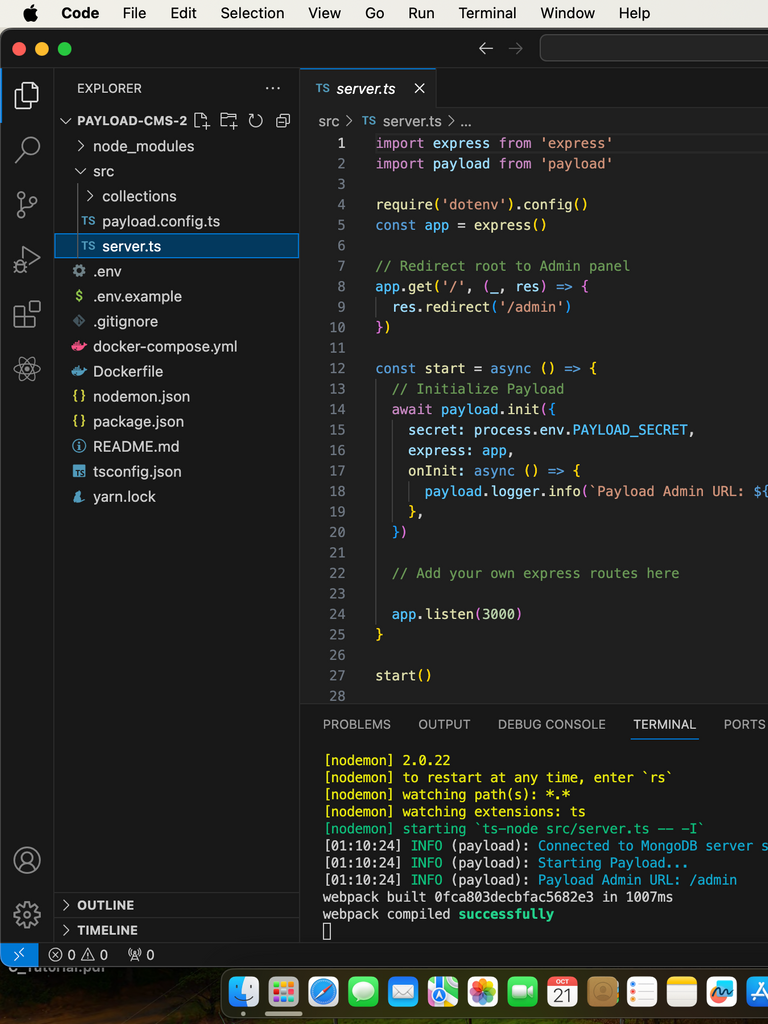 Code File Edit Selection View Go Run Terminal Window Help
EXPLORER
PAYLOAD-CMS-2
node_modules
src
collections
TS payload.config.ts
TS server.ts
.env
$ .env.example
.gitignore
docker-compose.yml
Dockerfile
{} nodemon.json
{} package.json
README.md
TS tsconfig.json
yarn.lock
OUTLINE
TIMELINE
TS server.ts
src > TS server.ts > ...
1 import express from 'express'
2 import payload from 'payload'
3
4 require('dotenv').config()
5 const app = express()
6
7 // Redirect root to Admin panel
8 app.get('/', (_, res) => {
9 res.redirect('/admin')
10 })
11
12 const start = async () => {
13 // Initialize Payload
14 await payload.init({
15 secret: process.env.PAYLOAD_SECRET,
16 express: app,
17 onInit: async () => {
18 payload.logger.info(`Payload Admin URL: ${
19 },
20 })
21
22 // Add your own express routes here
23
24 app.listen(3000)
25 }
26
27 start()
28
PROBLEMS OUTPUT DEBUG CONSOLE TERMINAL PORTS
[nodemon] 2.0.22
[nodemon] to restart at any time, enter `rs`
[nodemon] watching path(s): *.*
[nodemon] watching extensions: ts
[nodemon] starting `ts-node src/server.ts -- -I`
[01:10:24] INFO (payload): Connected to MongoDB server s
[01:10:24] INFO (payload): Starting Payload...
[01:10:24] INFO (payload): Payload Admin URL: /admin
webpack built 0fca803decbfac5682e3 in 1007ms
webpack compiled successfully
0 0 0
OCT
21